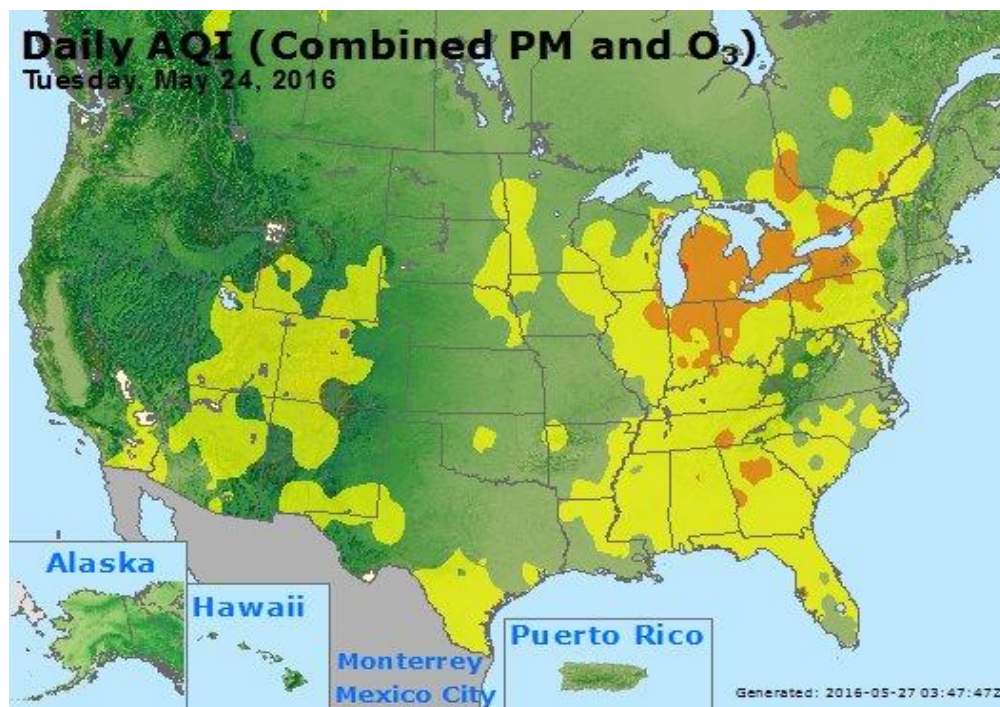 Daily AQI (Combined PM and O₃)
Tuesday, May 24, 2016
Alaska
Hawaii
Monterrey
Mexico City
Puerto Rico
Generated: 2016-05-27 03:47:47Z